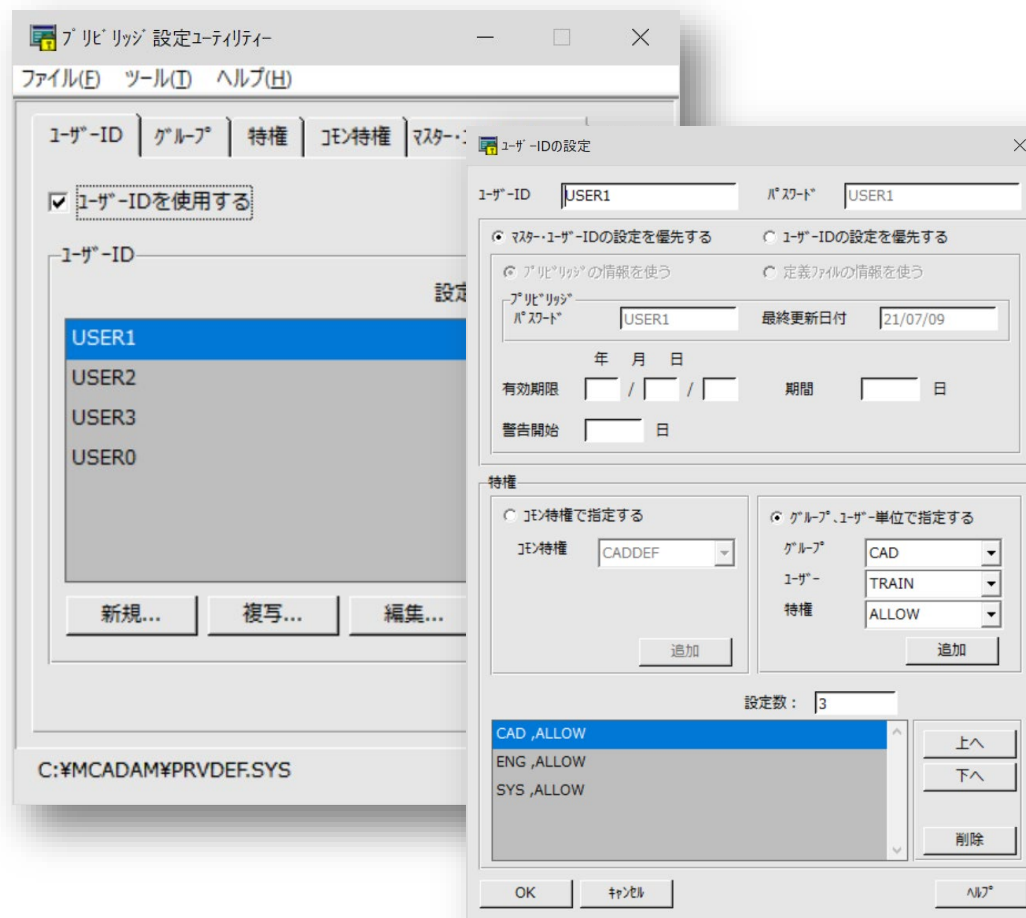 ﾌﾟﾘﾋﾞﾘｯｼﾞ設定ﾕｰﾃｨﾘﾃｨｰ
ファイル(F) ツール(T) ヘルプ(H)
ﾕｰｻﾞｰID ｸﾞﾙｰﾌﾟ 特権 ｺﾓﾝ特権 ﾏｽﾀｰ･ﾕ
ﾕｰｻﾞｰIDを使用する
ﾕｰｻﾞｰID
設定
USER1
USER2
USER3
USER0
新規... 複写... 編集...
C:¥MCADAM¥PRVDEF.SYS
ﾕｰｻﾞｰIDの設定
ﾕｰｻﾞｰID USER1 ﾊﾟｽﾜｰﾄﾞ USER1
ﾏｽﾀｰ･ﾕｰｻﾞｰIDの設定を優先する ﾕｰｻﾞｰIDの設定を優先する
ﾌﾟﾘﾋﾞﾘｯｼﾞの情報を使う 定義ﾌｧｲﾙの情報を使う
ﾌﾟﾘﾋﾞﾘｯｼﾞ
ﾊﾟｽﾜｰﾄﾞ USER1 最終更新日付 21/07/09
年 月 日
有効期限 / / 期間 日
警告開始 日
特権
ｺﾓﾝ特権で指定する ｸﾞﾙｰﾌﾟ､ﾕｰｻﾞｰ単位で指定する
ｺﾓﾝ特権 CADDEF ｸﾞﾙｰﾌﾟ CAD
ﾕｰｻﾞｰ TRAIN
特権 ALLOW
追加 追加
設定数： 3
CAD ,ALLOW
ENG ,ALLOW
SYS ,ALLOW
上へ
下へ
削除
OK ｷｬﾝｾﾙ ﾍﾙﾌﾟ